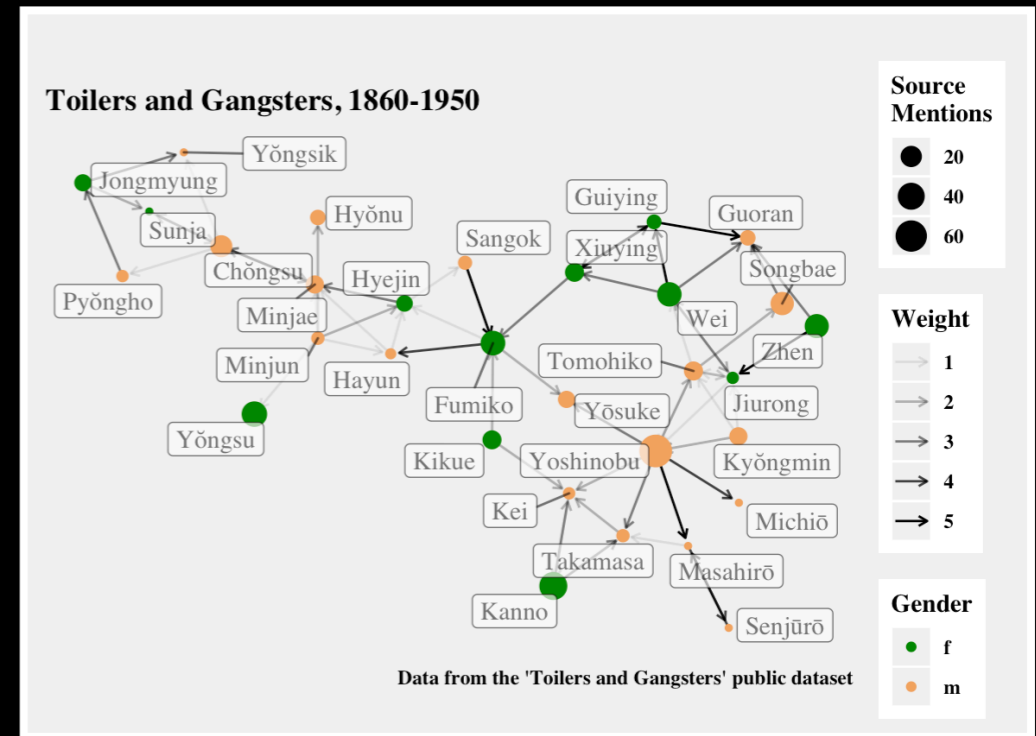 Toilers and Gangsters, 1860-1950
Yŏngsik
Jongmyung
Sunja
Pyŏngho
Chŏngsu
Hyŏnu
Minjae
Hyejin
Sangok
Minjun
Hayun
Yŏngsu
Fumiko
Kikue
Guiying
Xiuying
Guoran
Songbae
Wei
Zhen
Tomohiko
Jiurong
Yōsuke
Yoshinobu
Kyŏngmin
Kei
Michiō
Takamasa
Masahirō
Kanno
Senjūrō
Data from the 'Toilers and Gangsters' public dataset
Source
Mentions
20
40
60
Weight
1
2
3
4
5
Gender
f
m